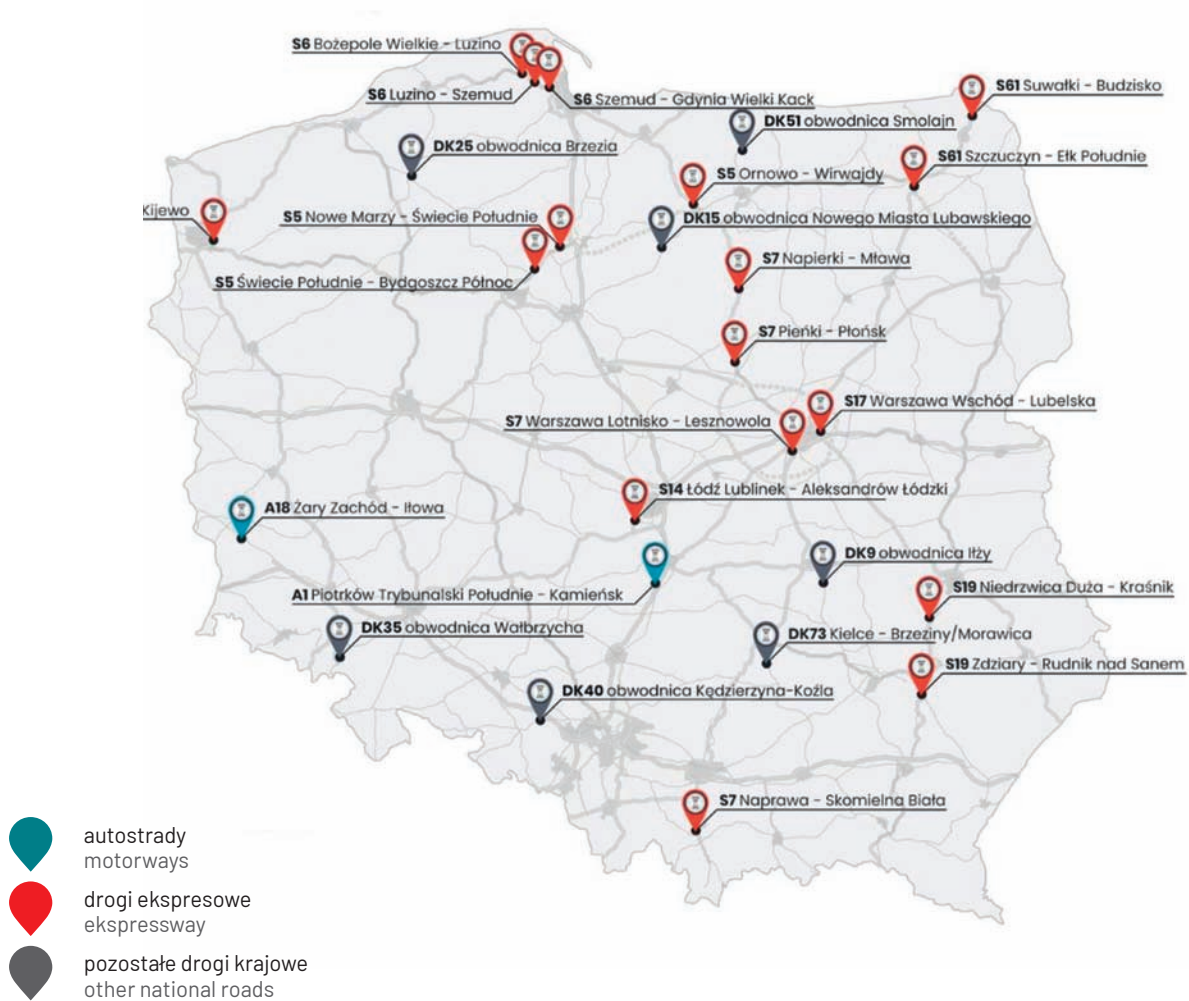 S6 Bożepole Wielkie - Luzino
S6 Luzino - Szemud
S6 Szemud - Gdynia Wielki Kack
S61 Suwałki - Budzisko
DK51 obwodnica Smolajn
DK25 obwodnica Brzezia
S61 Szczuczyn - Ełk Południe
S5 Ornowo - Wirwajdy
Kijewo
S5 Nowe Marzy - Świecie Południe
DK15 obwodnica Nowego Miasta Lubawskiego
S7 Napierki - Mława
S5 Świecie Południe - Bydgoszcz Północ
S7 Pieńki - Płońsk
S17 Warszawa Wschód - Lubelska
S7 Warszawa Lotnisko - Lesznowola
S14 Łódź Lublinek - Aleksandrów Łódzki
A18 Żary Zachód - Iłowa
DK9 obwodnica Iłży
A1 Piotrków Trybunalski Południe - Kamieńsk
S19 Niedrzwica Duża - Kraśnik
DK35 obwodnica Wałbrzycha
DK73 Kielce - Brzeziny/Morawica
S19 Zdziary - Rudnik nad Sanem
DK40 obwodnica Kędzierzyna-Koźla
S7 Naprawa - Skomielna Biała
autostrady
motorways
drogi ekspresowe
ekspressway
pozostałe drogi krajowe
other national roads